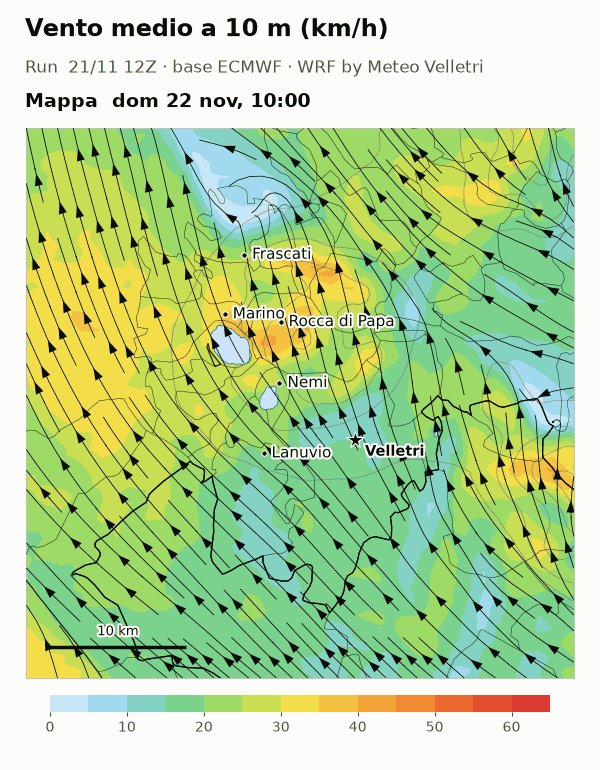 Vento medio a 10 m (km/h)
Run 21/11 12Z · base ECMWF · WRF by Meteo Velletri
Mappa dom 22 nov, 10:00
Frascati
Marino
Rocca di Papa
Nemi
Velletri
Lanuvio
10 km
0 10 20 30 40 50 60